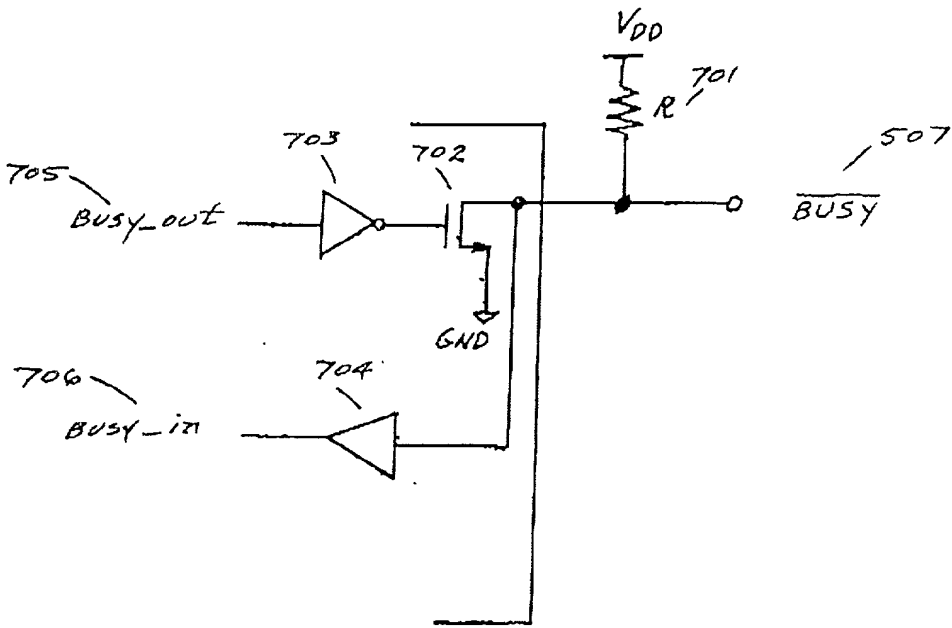 VDD
R 701
703
702
507
705
BUSY_out
BUSY
GND
706
704
BUSY_in